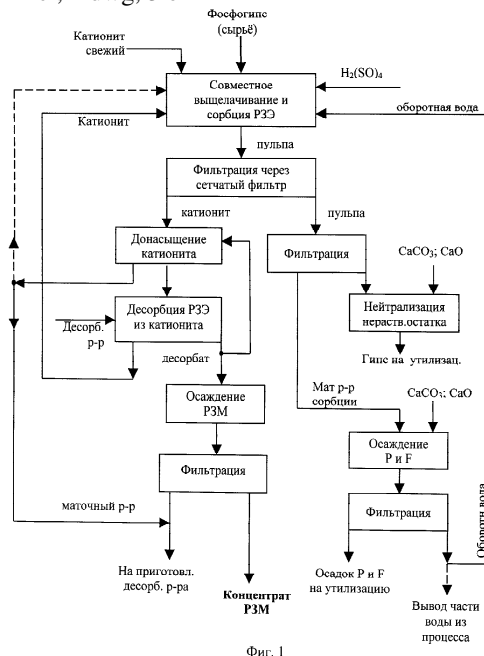 Фосфогипс
(сырьё)
Катионит
свежий
H₂(SO)₄
Совместное
выщелачивание и
сорбция РЗЭ
оборотная вода
Катионит
пульпа
Фильтрация через
сетчатый фильтр
катионит
пульпа
Донасыщение
катионита
Фильтрация
CaCO₃; CaO
Десорбция РЗЭ
из катионита
Десорб.
р-р
Нейтрализация
нераств.остатка
десорбат
Гипс на утилизац.
Осаждение
РЗМ
Мат р-р
сорбции
CaCO₃; CaO
Осаждение
P и F
Фильтрация
Фильтрация
маточный р-р
Оборотн вода
На приготовл.
десорб. р-ра
Концентрат
РЗМ
Осадок P и F
на утилизацию
Вывод части
воды из
процесса
Фиг. 1